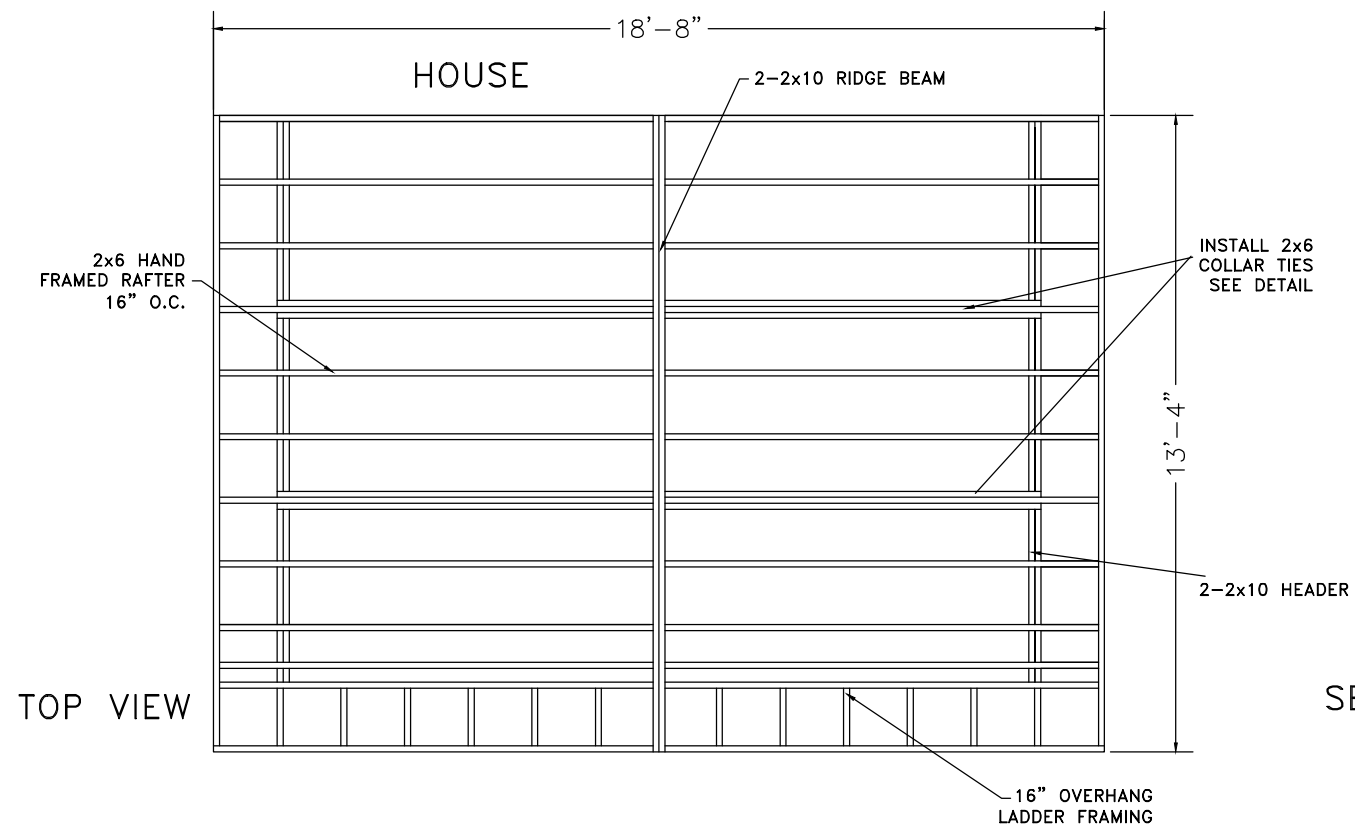 18'-8"
HOUSE
2-2x10 RIDGE BEAM
2x6 HAND
FRAMED RAFTER
16" O.C.
INSTALL 2x6
COLLAR TIES
SEE DETAIL
13'-4"
2-2x10 HEADER
TOP VIEW
SE
16" OVERHANG
LADDER FRAMING